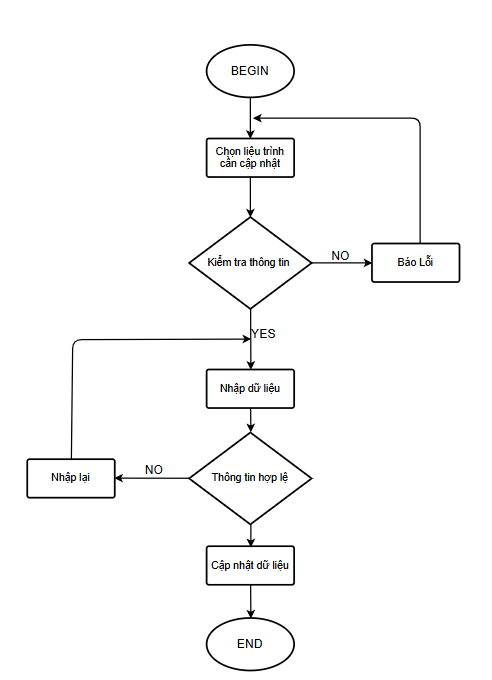 BEGIN
Chọn liệu trình
cần cập nhật
Kiểm tra thông tin
NO
Báo Lỗi
YES
Nhập dữ liệu
Thông tin hợp lệ
NO
Nhập lại
Cập nhật dữ liệu
END